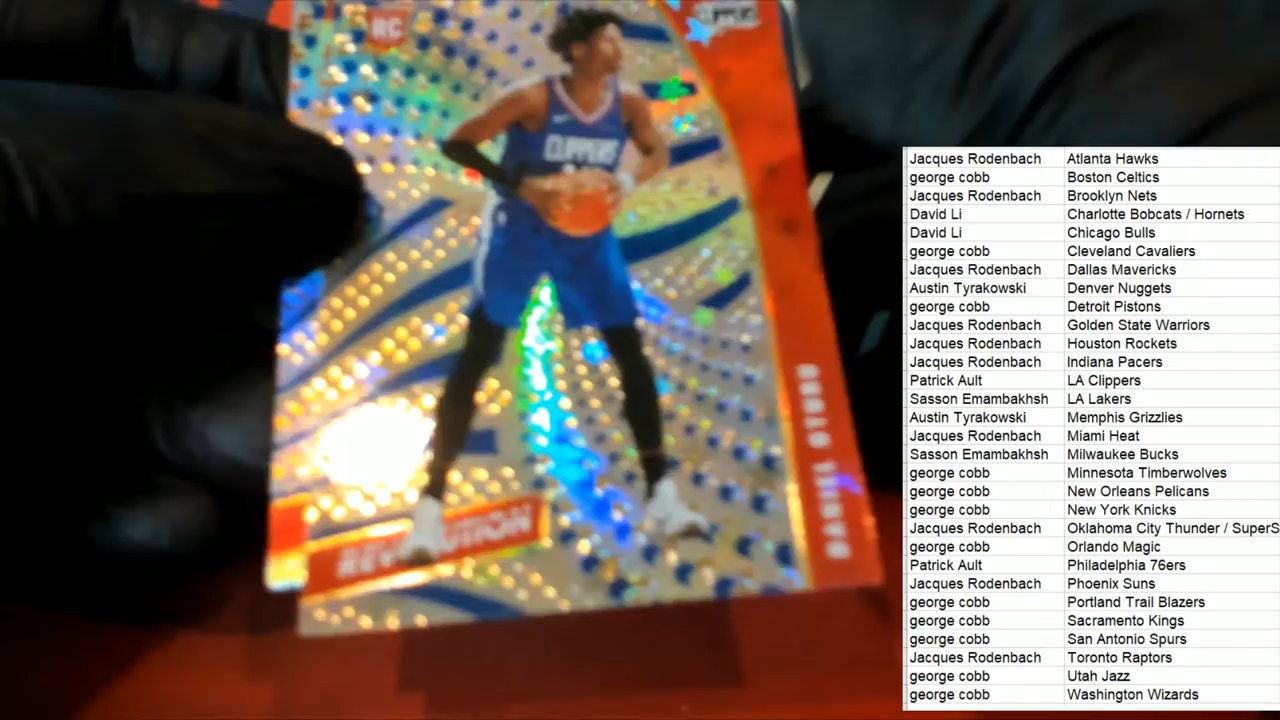 RC
CLIPPERS
REVOLUTION
DANIEL OTURU
Jacques Rodenbach Atlanta Hawks
george cobb Boston Celtics
Jacques Rodenbach Brooklyn Nets
David Li Charlotte Bobcats / Hornets
David Li Chicago Bulls
george cobb Cleveland Cavaliers
Jacques Rodenbach Dallas Mavericks
Austin Tyrakowski Denver Nuggets
george cobb Detroit Pistons
Jacques Rodenbach Golden State Warriors
Jacques Rodenbach Houston Rockets
Jacques Rodenbach Indiana Pacers
Patrick Ault LA Clippers
Sasson Emambakhsh LA Lakers
Austin Tyrakowski Memphis Grizzlies
Jacques Rodenbach Miami Heat
Sasson Emambakhsh Milwaukee Bucks
george cobb Minnesota Timberwolves
george cobb New Orleans Pelicans
george cobb New York Knicks
Jacques Rodenbach Oklahoma City Thunder / SuperS
george cobb Orlando Magic
Patrick Ault Philadelphia 76ers
Jacques Rodenbach Phoenix Suns
george cobb Portland Trail Blazers
george cobb Sacramento Kings
george cobb San Antonio Spurs
Jacques Rodenbach Toronto Raptors
george cobb Utah Jazz
george cobb Washington Wizards